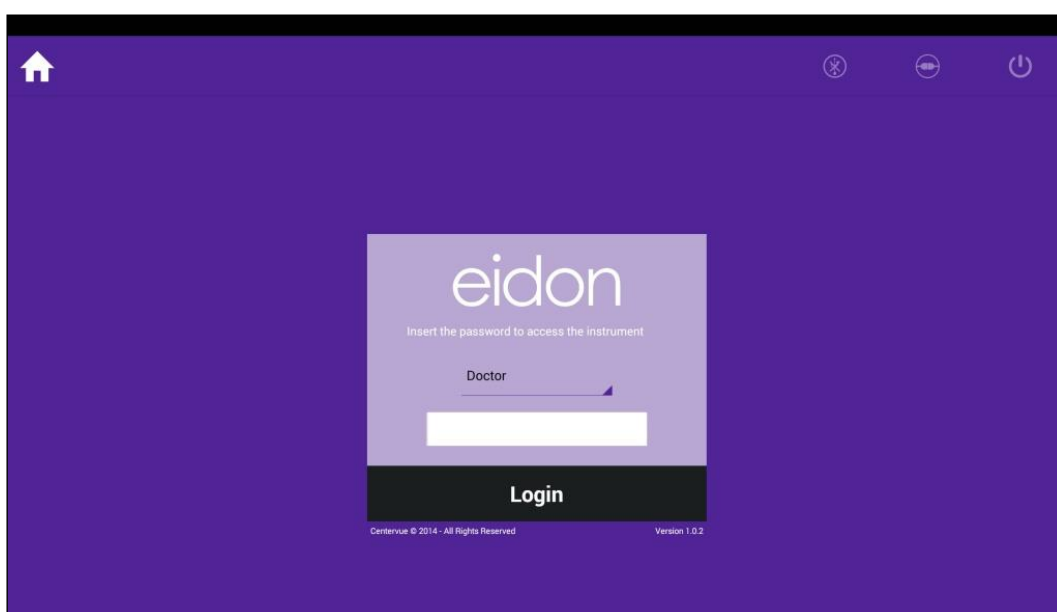 eidon
Insert the password to access the instrument
Doctor
Login
Centervue © 2014 - All Rights Reserved
Version 1.0.2